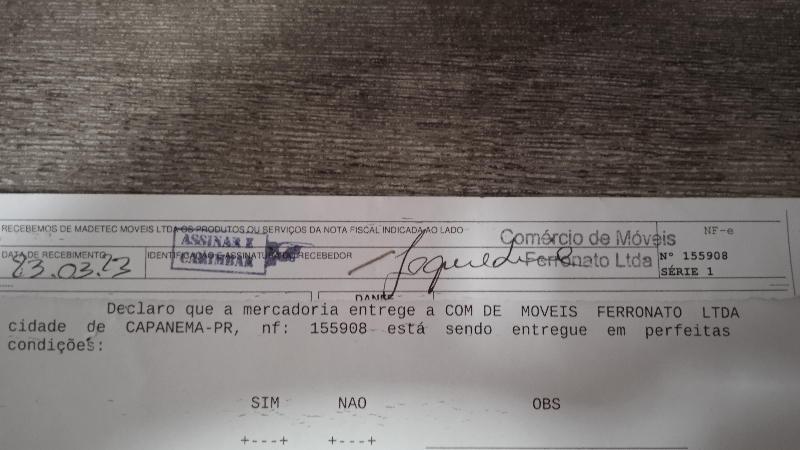 RECEBEMOS DE MADETEC MOVEIS LTDA OS PRODUTOS OU SERVIÇOS DA NOTA FISCAL INDICADA AO LADO
NF-e
ASSINAR E
CARIMBAR
Comércio de Móveis
Ferronato Ltda
DATA DE RECEBIMENTO
IDENTIFICAÇÃO E ASSINATURA DO RECEBEDOR
Nº 155908
23.03.23
SÉRIE 1
DANFE
Declaro que a mercadoria entrege a COM DE MOVEIS FERRONATO LTDA
cidade de CAPANEMA-PR, nf: 155908 está sendo entregue em perfeitas
condições:
SIM NAO OBS
+---+ +---+